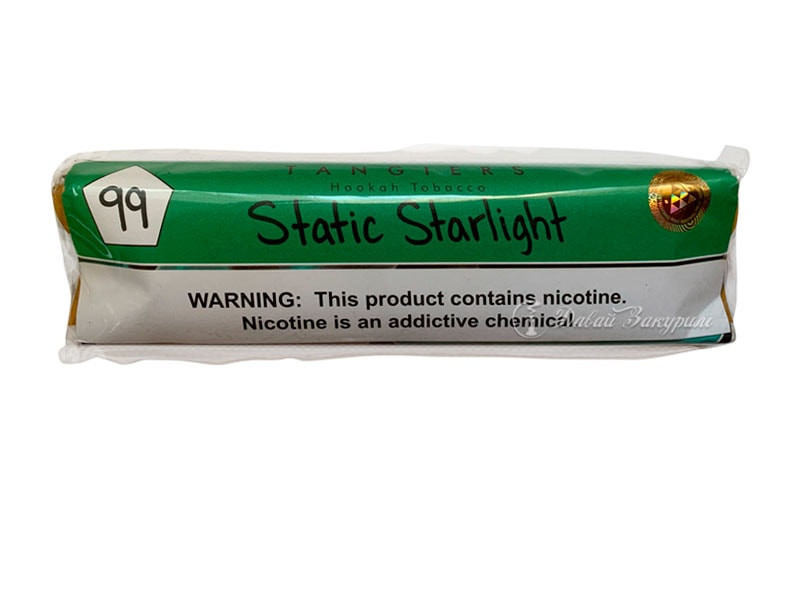 TANGIERS
Hookah Tobacco
99
Static Starlight
WARNING: This product contains nicotine.
Nicotine is an addictive chemical.
Давай Закурим